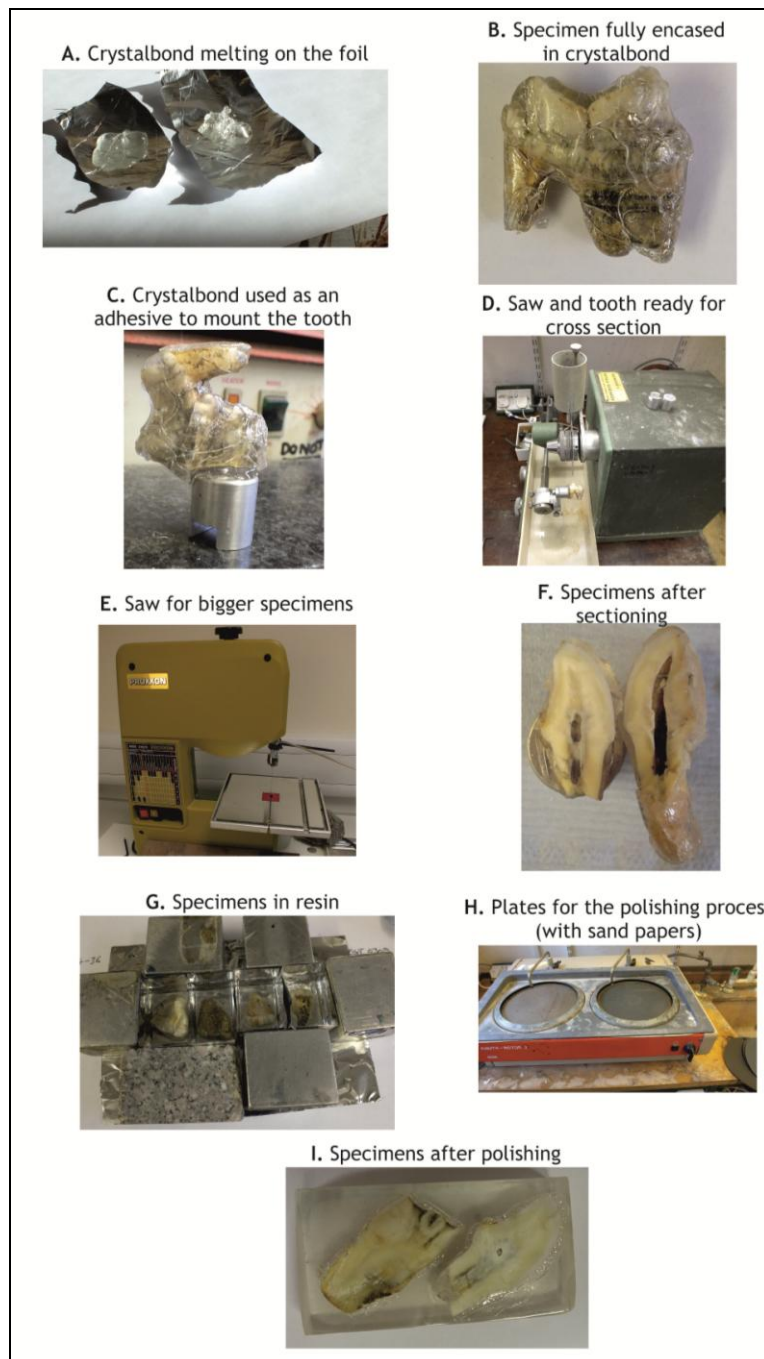 A. Crystalbond melting on the foil
B. Specimen fully encased
in crystalbond
C. Crystalbond used as an
adhesive to mount the tooth
DO NOT
D. Saw and tooth ready for
cross section
E. Saw for bigger specimens
PROXXON
F. Specimens after
sectioning
G. Specimens in resin
H. Plates for the polishing proces
(with sand papers)
I. Specimens after polishing